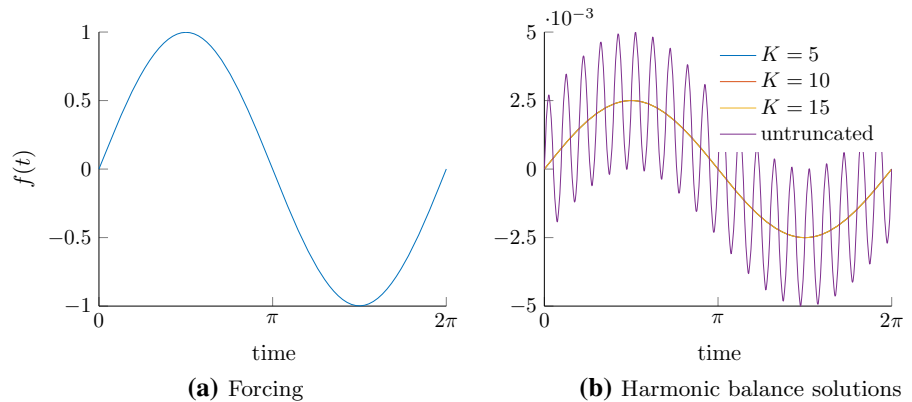 1
0.5
0
−0.5
−1
f(t)
0
π
2π
time
(a) Forcing
·10⁻³
5
2.5
0
−2.5
−5
K = 5
K = 10
K = 15
untruncated
0
π
2π
time
(b) Harmonic balance solutions